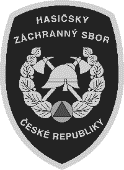 HASIČSKÝ
ZÁCHRANNÝ SBOR
ČESKÉ REPUBLIKY